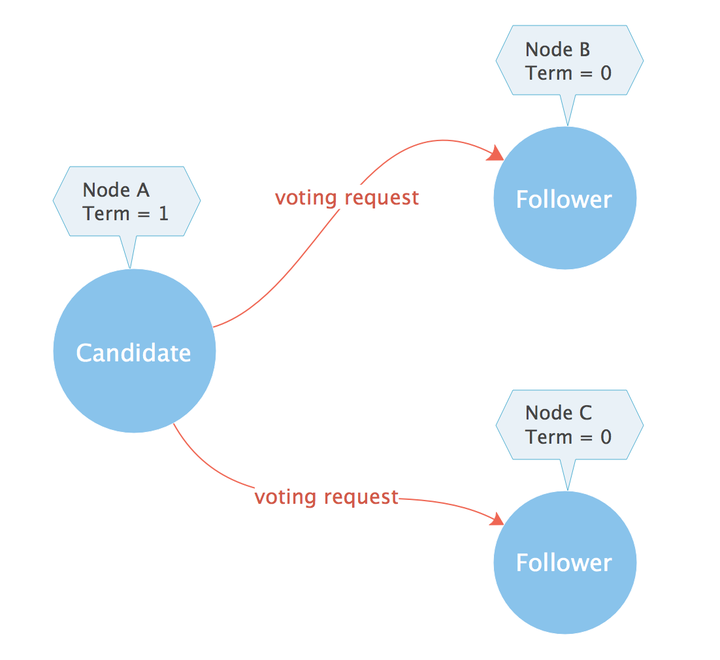 Node B
Term = 0
Follower
voting request
Node A
Term = 1
Candidate
voting request
Node C
Term = 0
Follower